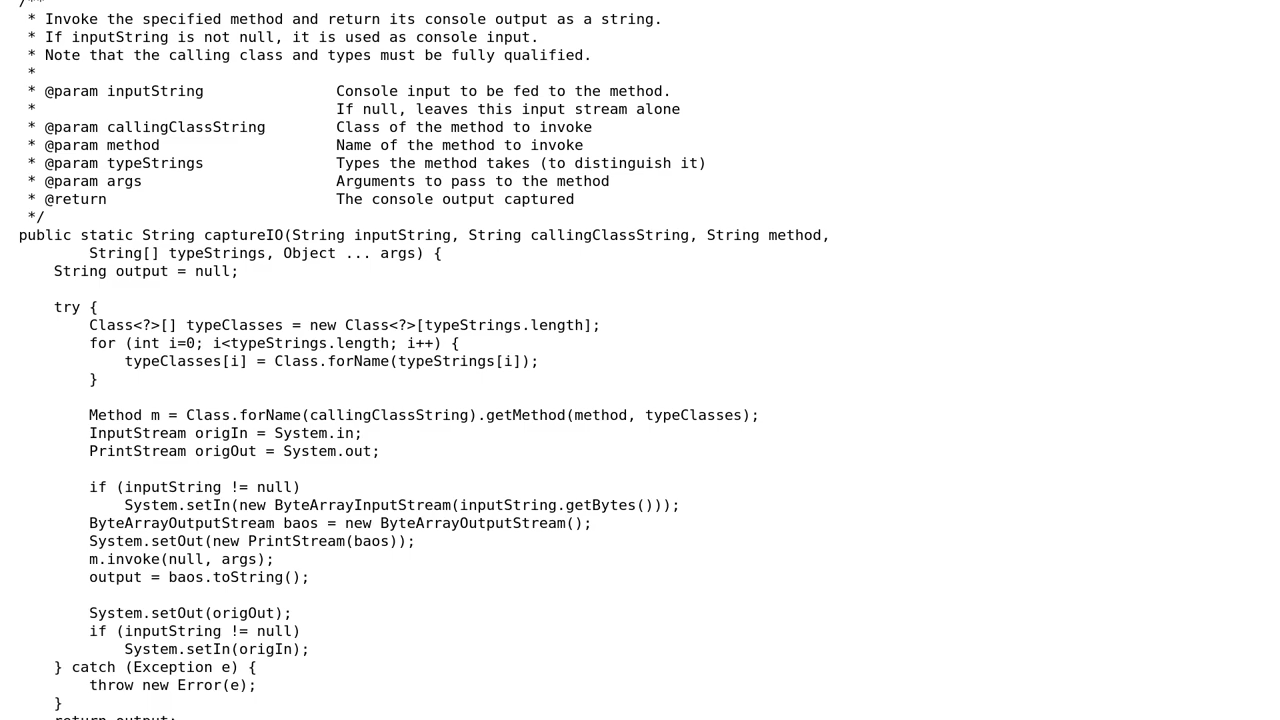 /**
 * Invoke the specified method and return its console output as a string.
 * If inputString is not null, it is used as console input.
 * Note that the calling class and types must be fully qualified.
 *
 * @param inputString               Console input to be fed to the method.
 *                                  If null, leaves this input stream alone
 * @param callingClassString        Class of the method to invoke
 * @param method                    Name of the method to invoke
 * @param typeStrings               Types the method takes (to distinguish it)
 * @param args                      Arguments to pass to the method
 * @return                          The console output captured
 */
public static String captureIO(String inputString, String callingClassString, String method,
        String[] typeStrings, Object ... args) {
    String output = null;

    try {
        Class<?>[] typeClasses = new Class<?>[typeStrings.length];
        for (int i=0; i<typeStrings.length; i++) {
            typeClasses[i] = Class.forName(typeStrings[i]);
        }

        Method m = Class.forName(callingClassString).getMethod(method, typeClasses);
        InputStream origIn = System.in;
        PrintStream origOut = System.out;

        if (inputString != null)
            System.setIn(new ByteArrayInputStream(inputString.getBytes()));
        ByteArrayOutputStream baos = new ByteArrayOutputStream();
        System.setOut(new PrintStream(baos));
        m.invoke(null, args);
        output = baos.toString();

        System.setOut(origOut);
        if (inputString != null)
            System.setIn(origIn);
    } catch (Exception e) {
        throw new Error(e);
    }
    return output;